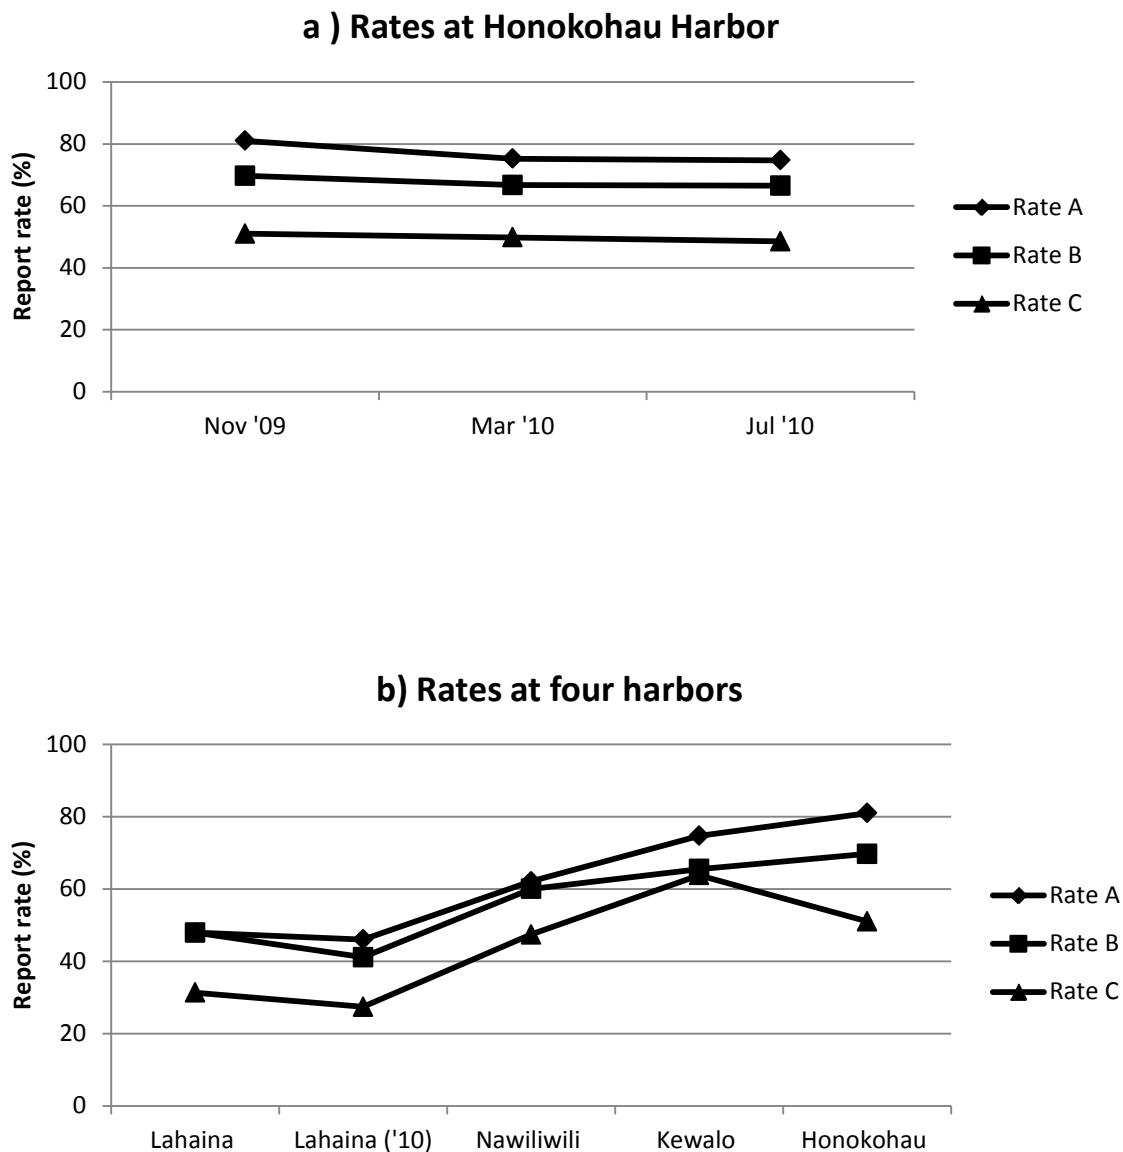 a ) Rates at Honokohau Harbor
100
80
60
40
20
0
Report rate (%)
Nov '09 Mar '10 Jul '10
Rate A
Rate B
Rate C
b) Rates at four harbors
100
80
60
40
20
0
Report rate (%)
Lahaina Lahaina ('10) Nawiliwili Kewalo Honokohau
Rate A
Rate B
Rate C